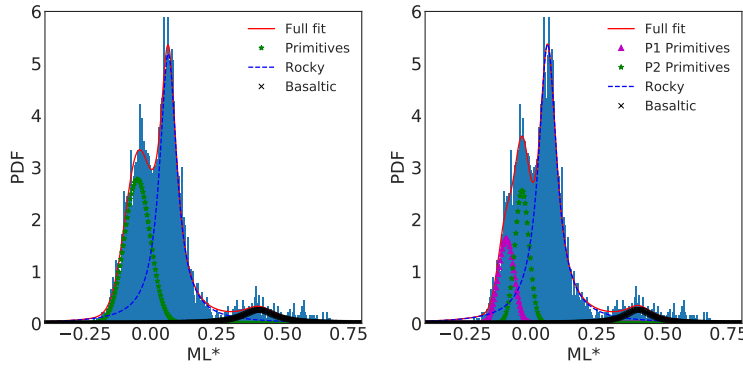 6
5
4
3
2
1
0
PDF
−0.25 0.00 0.25 0.50 0.75
ML*
Full fit
Primitives
Rocky
Basaltic
6
5
4
3
2
1
0
PDF
−0.25 0.00 0.25 0.50 0.75
ML*
Full fit
P1 Primitives
P2 Primitives
Rocky
Basaltic